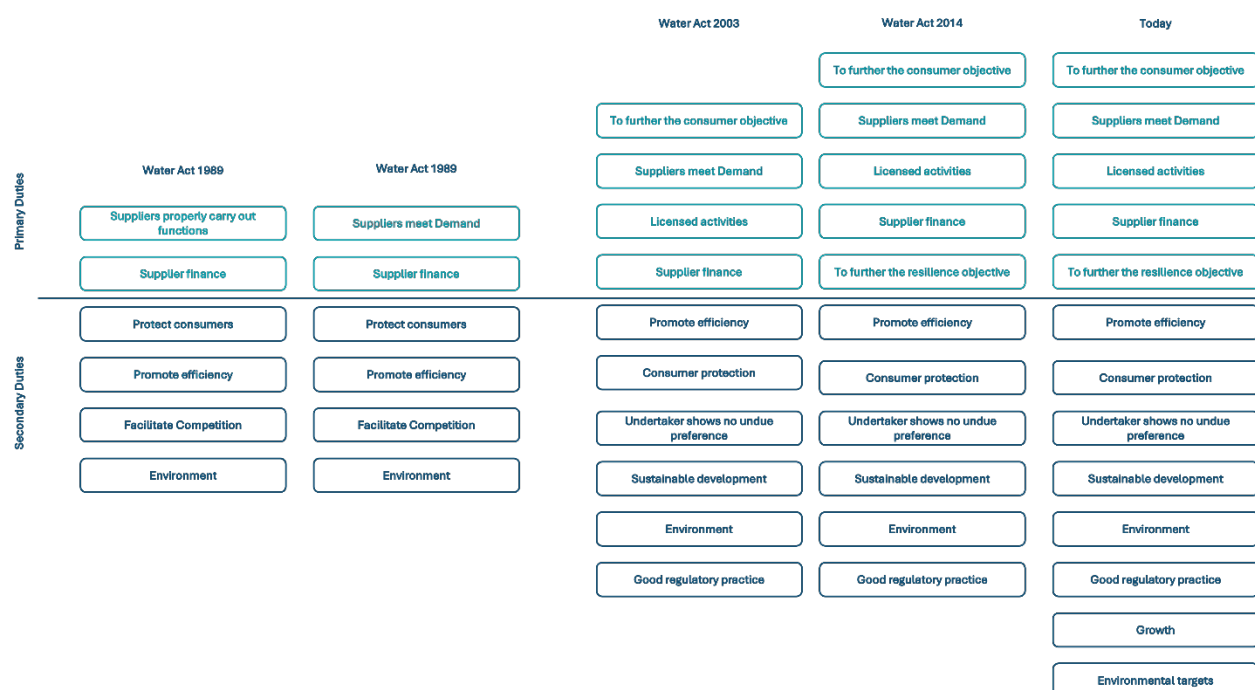 Water Act 2003
Water Act 2014
Today
To further the consumer objective
To further the consumer objective
To further the consumer objective
Suppliers meet Demand
Suppliers meet Demand
Water Act 1989
Water Act 1989
Suppliers meet Demand
Licensed activities
Licensed activities
Primary Duties
Suppliers properly carry out
functions
Suppliers meet Demand
Licensed activities
Supplier finance
Supplier finance
Supplier finance
Supplier finance
Supplier finance
To further the resilience objective
To further the resilience objective
Protect consumers
Protect consumers
Promote efficiency
Promote efficiency
Promote efficiency
Secondary Duties
Promote efficiency
Promote efficiency
Consumer protection
Consumer protection
Consumer protection
Facilitate Competition
Facilitate Competition
Undertaker shows no undue
preference
Undertaker shows no undue
preference
Undertaker shows no undue
preference
Environment
Environment
Sustainable development
Sustainable development
Sustainable development
Environment
Environment
Environment
Good regulatory practice
Good regulatory practice
Good regulatory practice
Growth
Environmental targets